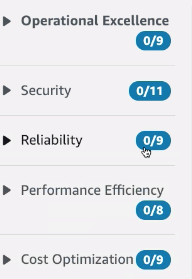 Operational Excellence
0/9
Security 0/11
Reliability 0/9
Performance Efficiency
0/8
Cost Optimization 0/9